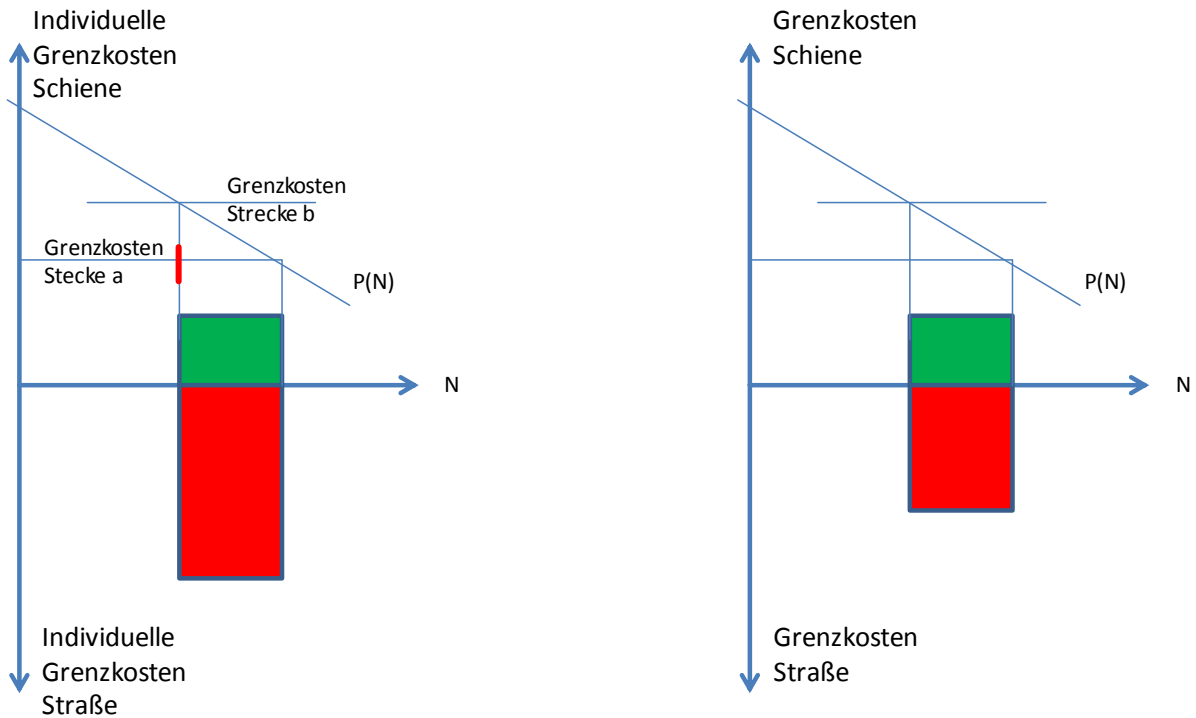 Individuelle
Grenzkosten
Schiene
Grenzkosten
Strecke b
Grenzkosten
Stecke a
P(N)
N
Individuelle
Grenzkosten
Straße
Grenzkosten
Schiene
P(N)
N
Grenzkosten
Straße